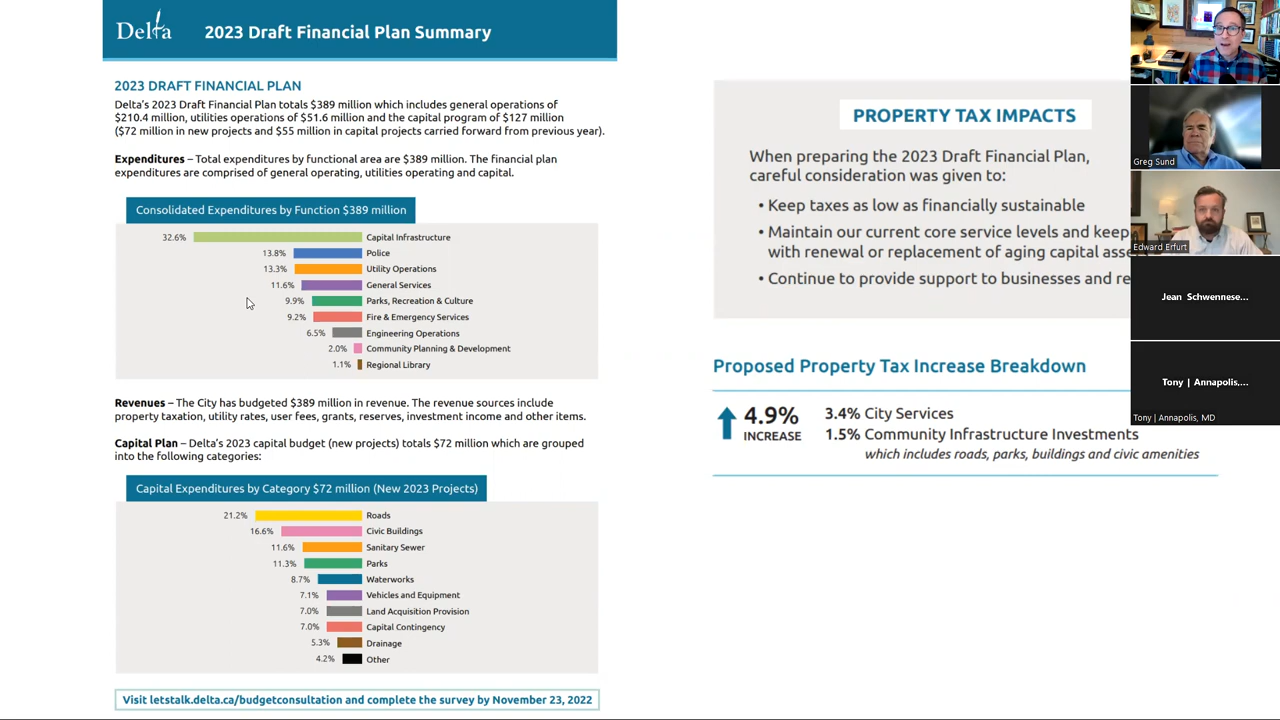 Delta
2023 Draft Financial Plan Summary
2023 DRAFT FINANCIAL PLAN
Delta's 2023 Draft Financial Plan totals $389 million which includes general operations of
$210.4 million, utilities operations of $51.6 million and the capital program of $127 million
($72 million in new projects and $55 million in capital projects carried forward from previous year).
Expenditures – Total expenditures by functional area are $389 million. The financial plan
expenditures are comprised of general operating, utilities operating and capital.
Consolidated Expenditures by Function $389 million
32.6% Capital Infrastructure
13.8% Police
13.3% Utility Operations
11.6% General Services
9.9% Parks, Recreation & Culture
9.2% Fire & Emergency Services
6.5% Engineering Operations
2.0% Community Planning & Development
1.1% Regional Library
Revenues – The City has budgeted $389 million in revenue. The revenue sources include
property taxation, utility rates, user fees, grants, reserves, investment income and other items.
Capital Plan – Delta's 2023 capital budget (new projects) totals $72 million which are grouped
into the following categories:
Capital Expenditures by Category $72 million (New 2023 Projects)
21.2% Roads
16.6% Civic Buildings
11.6% Sanitary Sewer
11.3% Parks
8.7% Waterworks
7.1% Vehicles and Equipment
7.0% Land Acquisition Provision
7.0% Capital Contingency
5.3% Drainage
4.2% Other
Visit letstalk.delta.ca/budgetconsultation and complete the survey by November 23, 2022
PROPERTY TAX IMPACTS
When preparing the 2023 Draft Financial Plan,
careful consideration was given to:
• Keep taxes as low as financially sustainable
• Maintain our current core service levels and keep
with renewal or replacement of aging capital asse
• Continue to provide support to businesses and re
Proposed Property Tax Increase Breakdown
4.9%
INCREASE
3.4% City Services
1.5% Community Infrastructure Investments
which includes roads, parks, buildings and civic amenities
Greg Sund
Edward Erfurt
Jean Schwennese...
Tony | Annapolis,...
Tony | Annapolis, MD